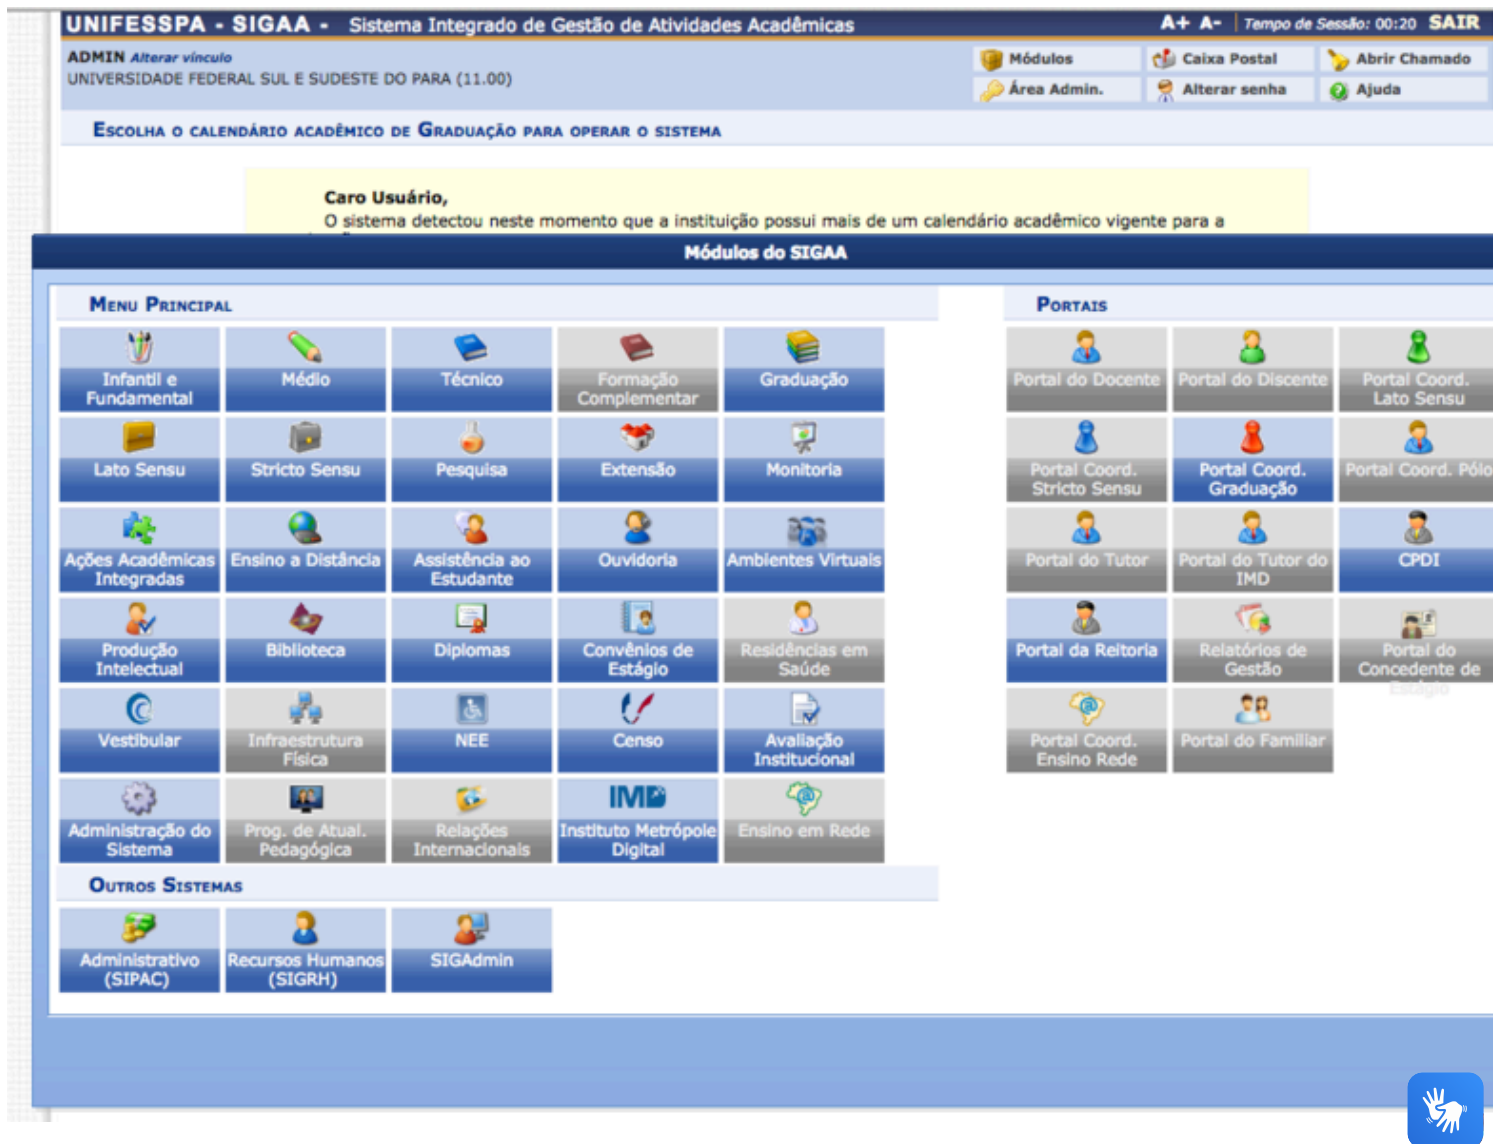 UNIFESSPA - SIGAA - Sistema Integrado de Gestão de Atividades Acadêmicas
A+ A- Tempo de Sessão: 00:20 SAIR
ADMIN Alterar vínculo
UNIVERSIDADE FEDERAL SUL E SUDESTE DO PARA (11.00)
Módulos Caixa Postal Abrir Chamado
Área Admin. Alterar senha Ajuda
Escolha o calendário acadêmico de Graduação para operar o sistema
Caro Usuário,
O sistema detectou neste momento que a instituição possui mais de um calendário acadêmico vigente para a
Módulos do SIGAA
Menu Principal
Infantil e
Fundamental
Médio
Técnico
Formação
Complementar
Graduação
Lato Sensu
Stricto Sensu
Pesquisa
Extensão
Monitoria
Ações Acadêmicas
Integradas
Ensino a Distância
Assistência ao
Estudante
Ouvidoria
Ambientes Virtuais
Produção
Intelectual
Biblioteca
Diplomas
Convênios de
Estágio
Residências em
Saúde
Vestibular
Infraestrutura
Física
NEE
Censo
Avaliação
Institucional
Administração do
Sistema
Prog. de Atual.
Pedagógica
Relações
Internacionais
IMD
Instituto Metrópole
Digital
Ensino em Rede
Outros Sistemas
Administrativo
(SIPAC)
Recursos Humanos
(SIGRH)
SIGAdmin
Portais
Portal do Docente
Portal do Discente
Portal Coord.
Lato Sensu
Portal Coord.
Stricto Sensu
Portal Coord.
Graduação
Portal Coord. Pólo
Portal do Tutor
Portal do Tutor do
IMD
CPDI
Portal da Reitoria
Relatórios de
Gestão
Portal do
Concedente de
Estágio
Portal Coord.
Ensino Rede
Portal do Familiar